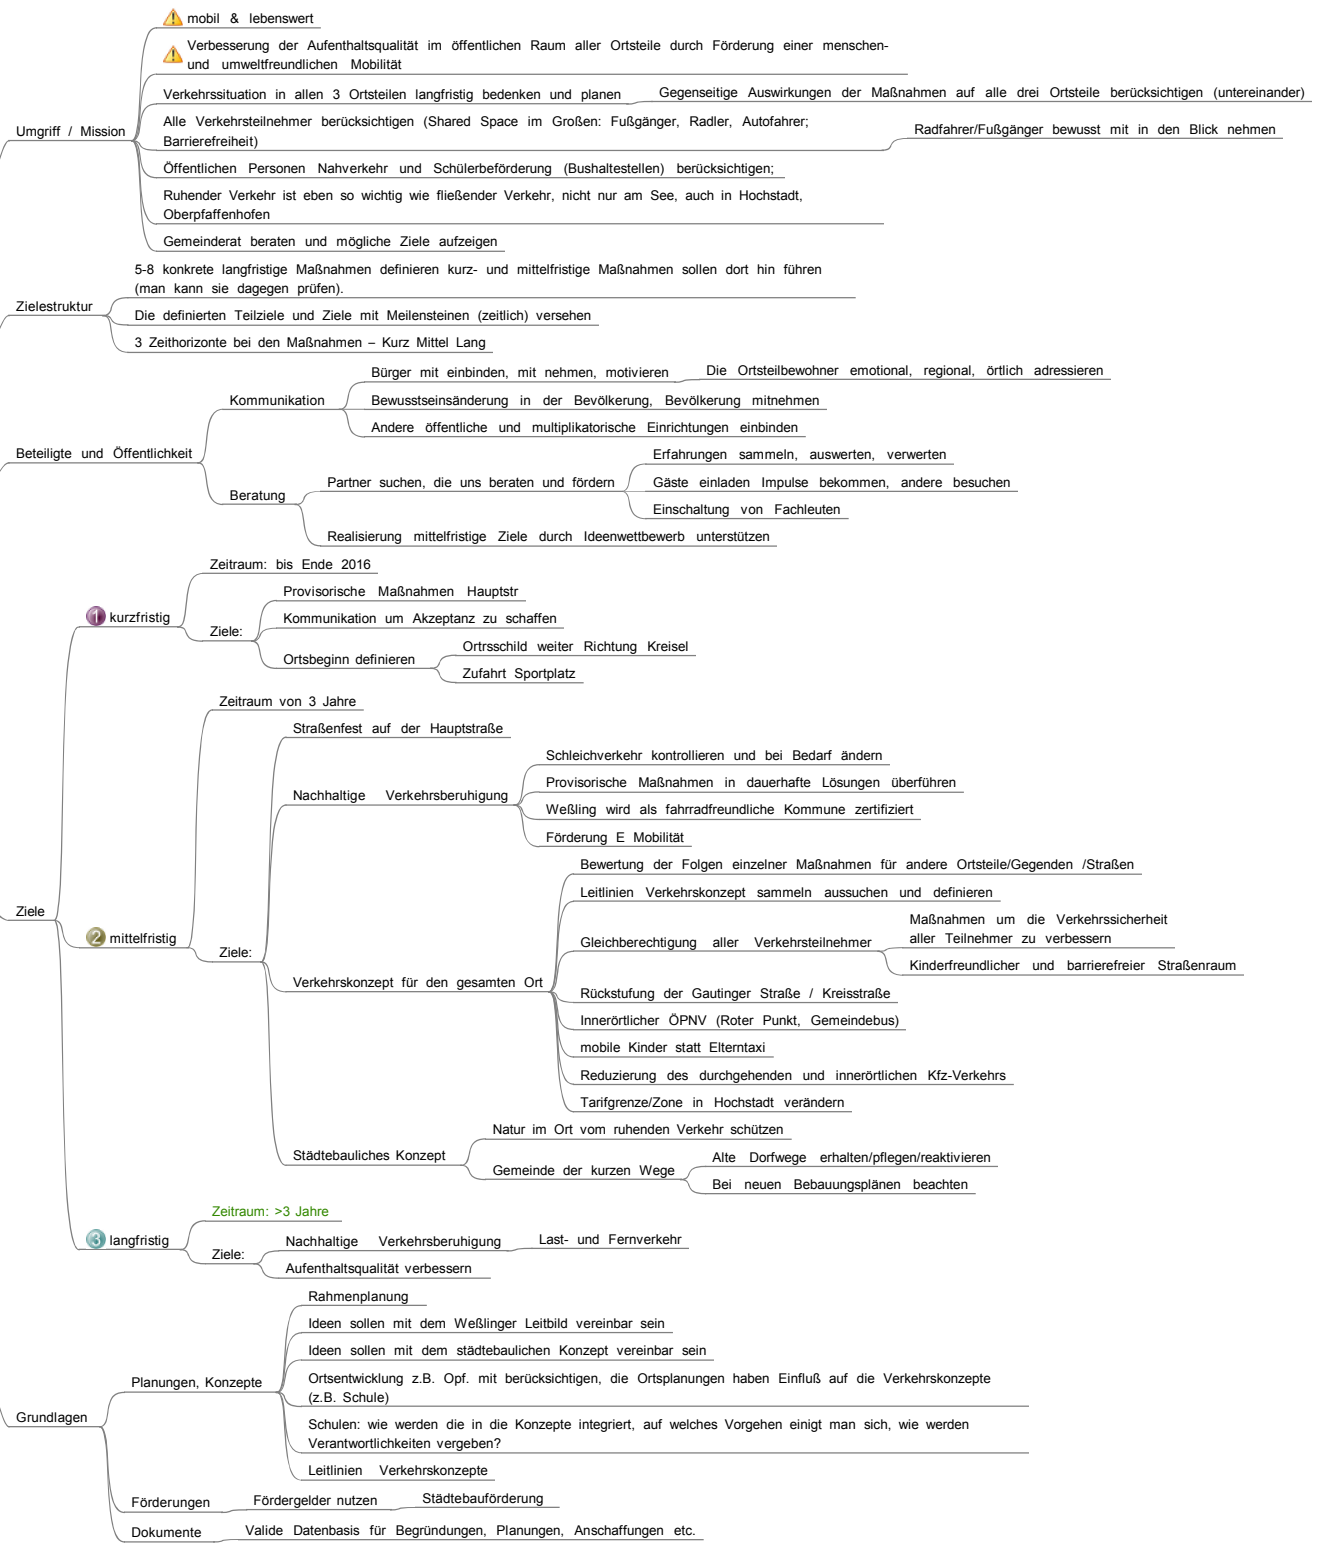 mobil & lebenswert
Verbesserung der Aufenthaltsqualität im öffentlichen Raum aller Ortsteile durch Förderung einer menschen-
und umweltfreundlichen Mobilität
Verkehrssituation in allen 3 Ortsteilen langfristig bedenken und planen
Gegenseitige Auswirkungen der Maßnahmen auf alle drei Ortsteile berücksichtigen (untereinander)
Umgriff / Mission
Alle Verkehrsteilnehmer berücksichtigen (Shared Space im Großen: Fußgänger, Radler, Autofahrer;
Barrierefreiheit)
Radfahrer/Fußgänger bewusst mit in den Blick nehmen
Öffentlichen Personen Nahverkehr und Schülerbeförderung (Bushaltestellen) berücksichtigen;
Ruhender Verkehr ist eben so wichtig wie fließender Verkehr, nicht nur am See, auch in Hochstadt,
Oberpfaffenhofen
Gemeinderat beraten und mögliche Ziele aufzeigen
Zielestruktur
5-8 konkrete langfristige Maßnahmen definieren kurz- und mittelfristige Maßnahmen sollen dort hin führen
(man kann sie dagegen prüfen).
Die definierten Teilziele und Ziele mit Meilensteinen (zeitlich) versehen
3 Zeithorizonte bei den Maßnahmen – Kurz Mittel Lang
Beteiligte und Öffentlichkeit
Kommunikation
Bürger mit einbinden, mit nehmen, motivieren
Die Ortsteilbewohner emotional, regional, örtlich adressieren
Bewusstseinsänderung in der Bevölkerung, Bevölkerung mitnehmen
Andere öffentliche und multiplikatorische Einrichtungen einbinden
Beratung
Partner suchen, die uns beraten und fördern
Erfahrungen sammeln, auswerten, verwerten
Gäste einladen Impulse bekommen, andere besuchen
Einschaltung von Fachleuten
Realisierung mittelfristige Ziele durch Ideenwettbewerb unterstützen
Ziele
1 kurzfristig
Zeitraum: bis Ende 2016
Ziele:
Provisorische Maßnahmen Hauptstr
Kommunikation um Akzeptanz zu schaffen
Ortsbeginn definieren
Ortrsschild weiter Richtung Kreisel
Zufahrt Sportplatz
2 mittelfristig
Zeitraum von 3 Jahre
Ziele:
Straßenfest auf der Hauptstraße
Nachhaltige Verkehrsberuhigung
Schleichverkehr kontrollieren und bei Bedarf ändern
Provisorische Maßnahmen in dauerhafte Lösungen überführen
Weßling wird als fahrradfreundliche Kommune zertifiziert
Förderung E Mobilität
Verkehrskonzept für den gesamten Ort
Bewertung der Folgen einzelner Maßnahmen für andere Ortsteile/Gegenden /Straßen
Leitlinien Verkehrskonzept sammeln aussuchen und definieren
Gleichberechtigung aller Verkehrsteilnehmer
Maßnahmen um die Verkehrssicherheit
aller Teilnehmer zu verbessern
Kinderfreundlicher und barrierefreier Straßenraum
Rückstufung der Gautinger Straße / Kreisstraße
Innerörtlicher ÖPNV (Roter Punkt, Gemeindebus)
mobile Kinder statt Elterntaxi
Reduzierung des durchgehenden und innerörtlichen Kfz-Verkehrs
Tarifgrenze/Zone in Hochstadt verändern
Städtebauliches Konzept
Natur im Ort vom ruhenden Verkehr schützen
Gemeinde der kurzen Wege
Alte Dorfwege erhalten/pflegen/reaktivieren
Bei neuen Bebauungsplänen beachten
3 langfristig
Zeitraum: >3 Jahre
Ziele:
Nachhaltige Verkehrsberuhigung
Last- und Fernverkehr
Aufenthaltsqualität verbessern
Grundlagen
Planungen, Konzepte
Rahmenplanung
Ideen sollen mit dem Weßlinger Leitbild vereinbar sein
Ideen sollen mit dem städtebaulichen Konzept vereinbar sein
Ortsentwicklung z.B. Opf. mit berücksichtigen, die Ortsplanungen haben Einfluß auf die Verkehrskonzepte
(z.B. Schule)
Schulen: wie werden die in die Konzepte integriert, auf welches Vorgehen einigt man sich, wie werden
Verantwortlichkeiten vergeben?
Leitlinien Verkehrskonzepte
Förderungen
Fördergelder nutzen
Städtebauförderung
Dokumente
Valide Datenbasis für Begründungen, Planungen, Anschaffungen etc.